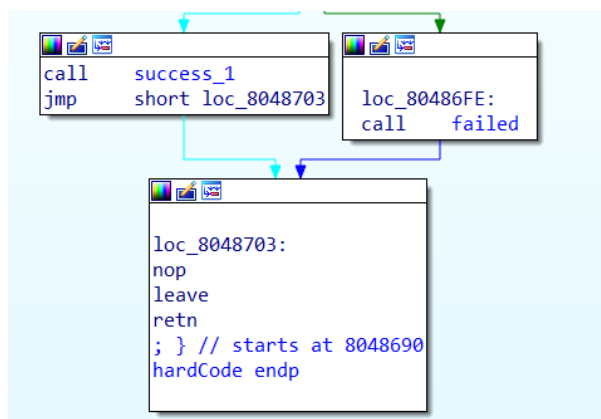 call success_1
jmp short loc_8048703
loc_80486FE:
call failed
loc_8048703:
nop
leave
retn
; } // starts at 8048690
hardCode endp